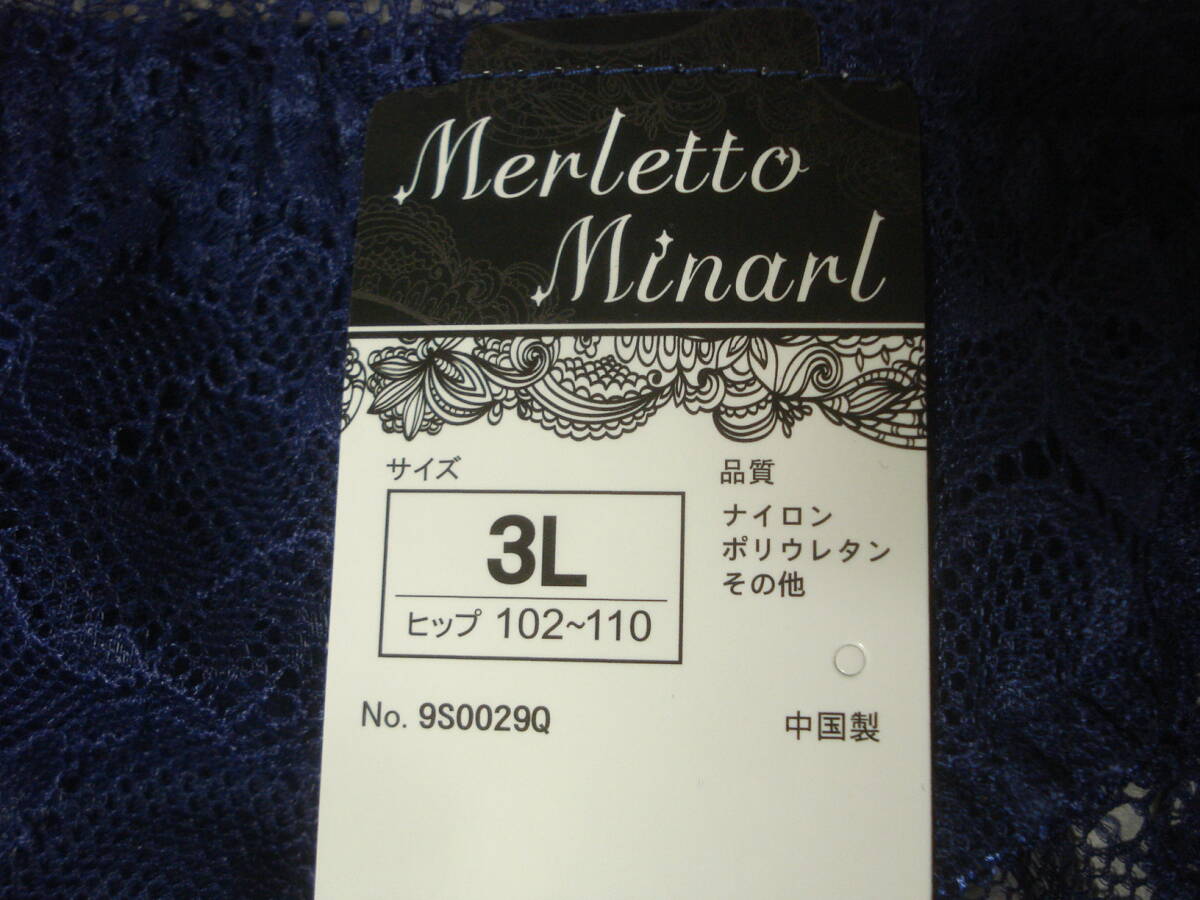 Merletto
Minarl
サイズ
3L
ヒップ 102~110
品質
ナイロン
ポリウレタン
その他
No. 9S0029Q
中国製